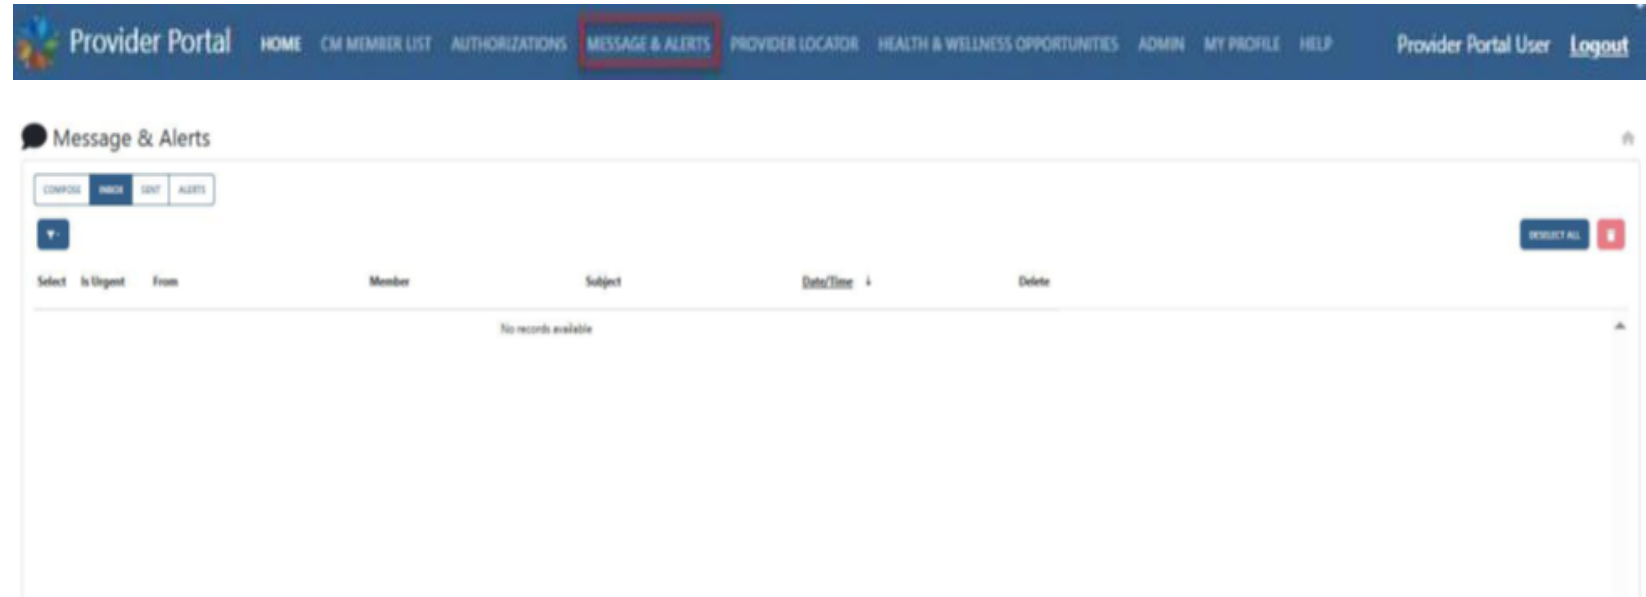 Provider Portal HOME CM MEMBER LIST AUTHORIZATIONS MESSAGE & ALERTS PROVIDER LOCATOR HEALTH & WELLNESS OPPORTUNITIES ADMIN MY PROFILE HELP Provider Portal User Logout
Message & Alerts
COMPOSE INBOX SENT ALERTS
DESELECT ALL
Select Is Urgent From Member Subject Date/Time ↓ Delete
No records available